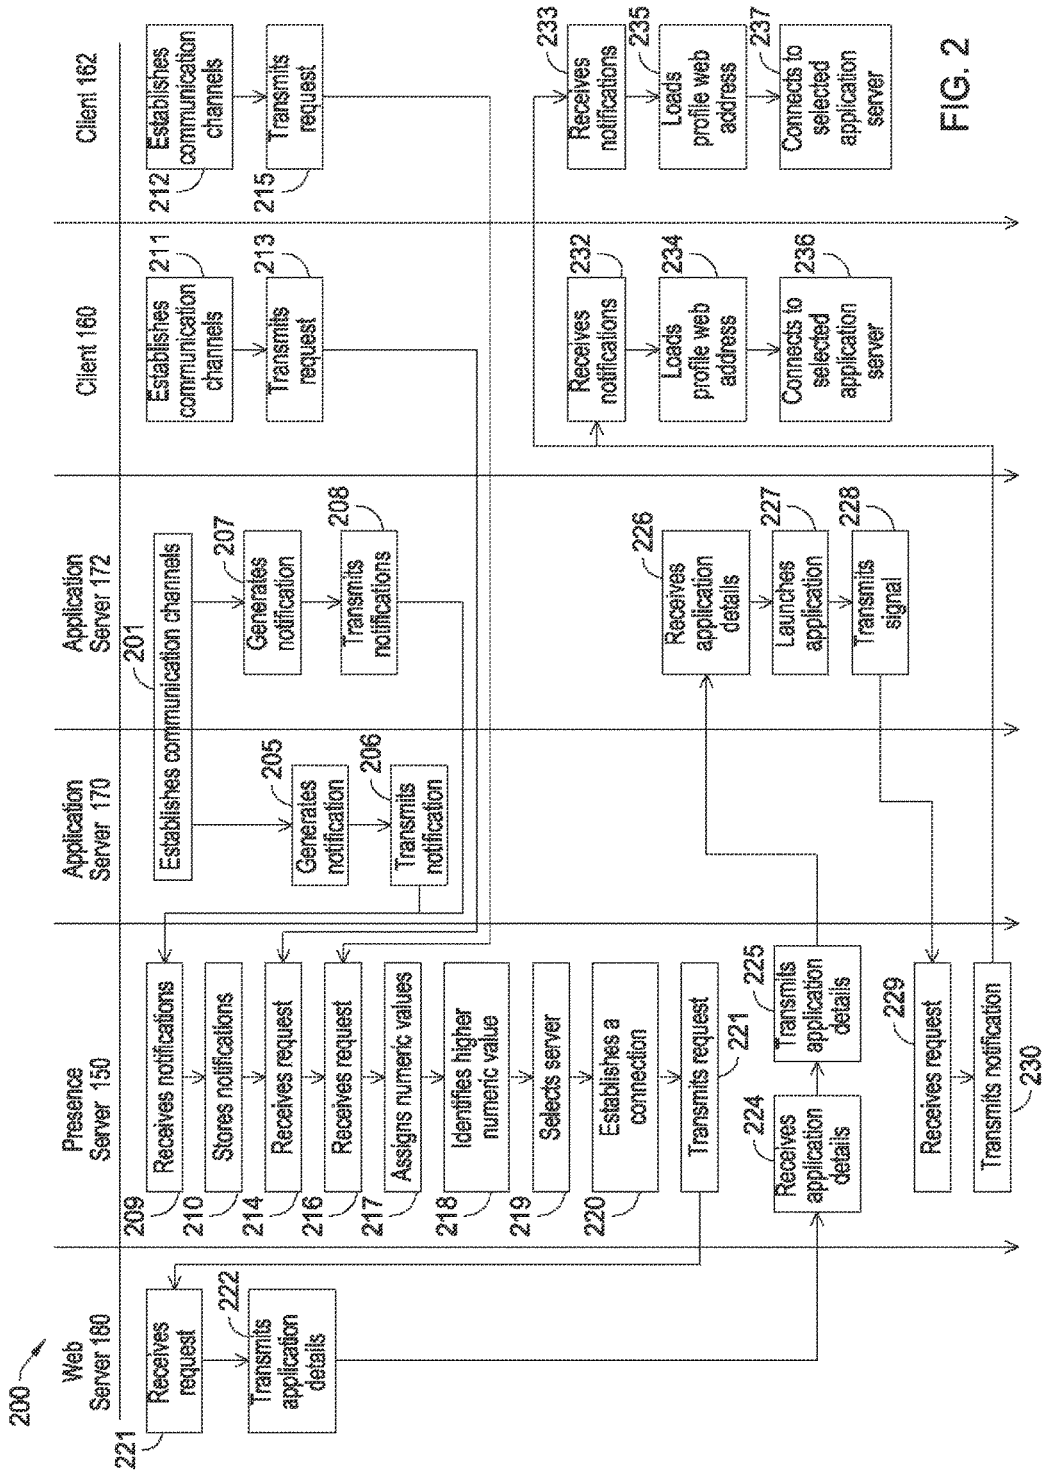 200
Web
Server 180
Presence
Server 150
Application
Server 170
Application
Server 172
Client 160
Client 162
221
Receives
request
222
Transmits
application
details
209
Receives notifications
210
Stores notifications
214
Receives request
216
Receives request
217
Assigns numeric values
218
Identifies higher
numeric value
219
Selects server
220
Establishes a
connection
Transmits request
221
224
Receives
application
details
225
Transmits
application
details
229
Receives request
Transmits notification
230
201
Establishes communication channels
205
Generates
notification
206
Transmits
notification
207
Generates
notification
208
Transmits
notifications
226
Receives
application
details
227
Launches
application
228
Transmits
signal
211
Establishes
communication
channels
213
Transmits
request
232
Receives
notifications
234
Loads
profile web
address
236
Connects to
selected
application
server
212
Establishes
communication
channels
215
Transmits
request
233
Receives
notifications
235
Loads
profile web
address
237
Connects to
selected
application
server
FIG. 2